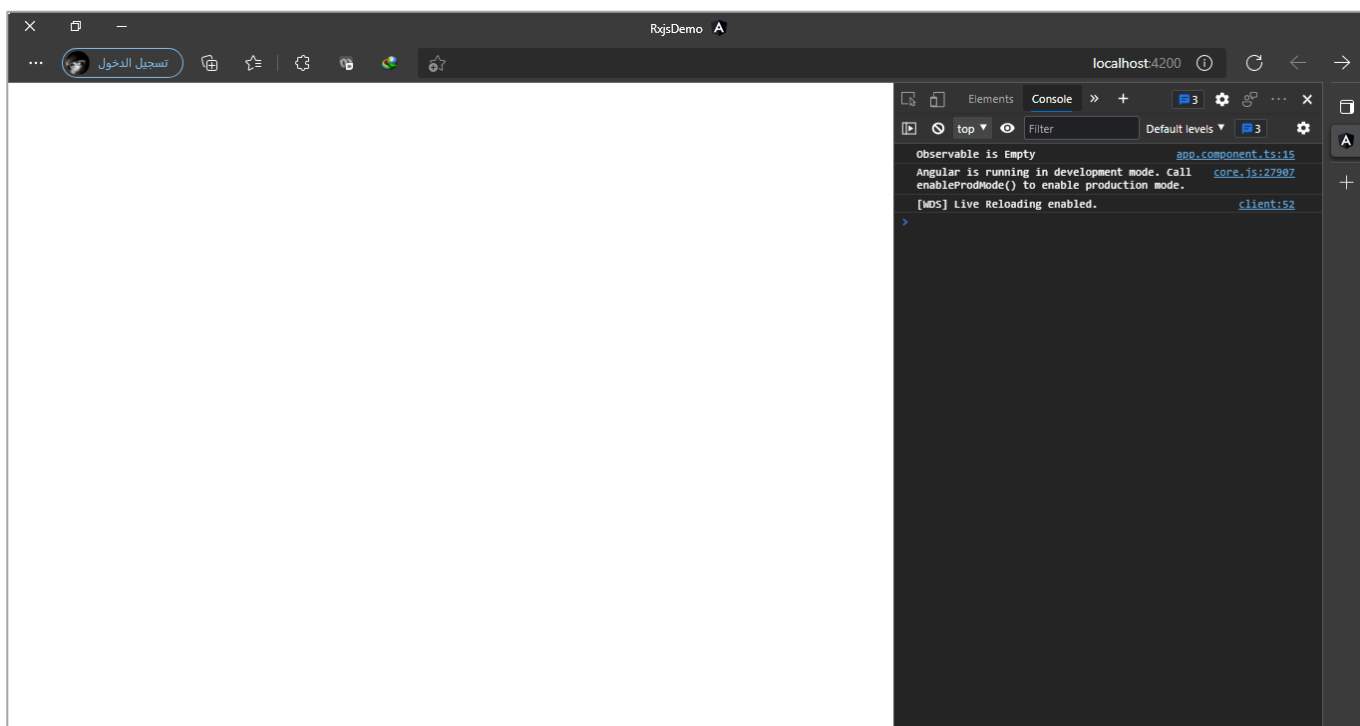 RxjsDemo
تسجيل الدخول
localhost:4200
Elements Console 3
top Filter Default levels 3
Observable is Empty app.component.ts:15
Angular is running in development mode. Call core.js:27907
enableProdMode() to enable production mode.
[WDS] Live Reloading enabled. client:52